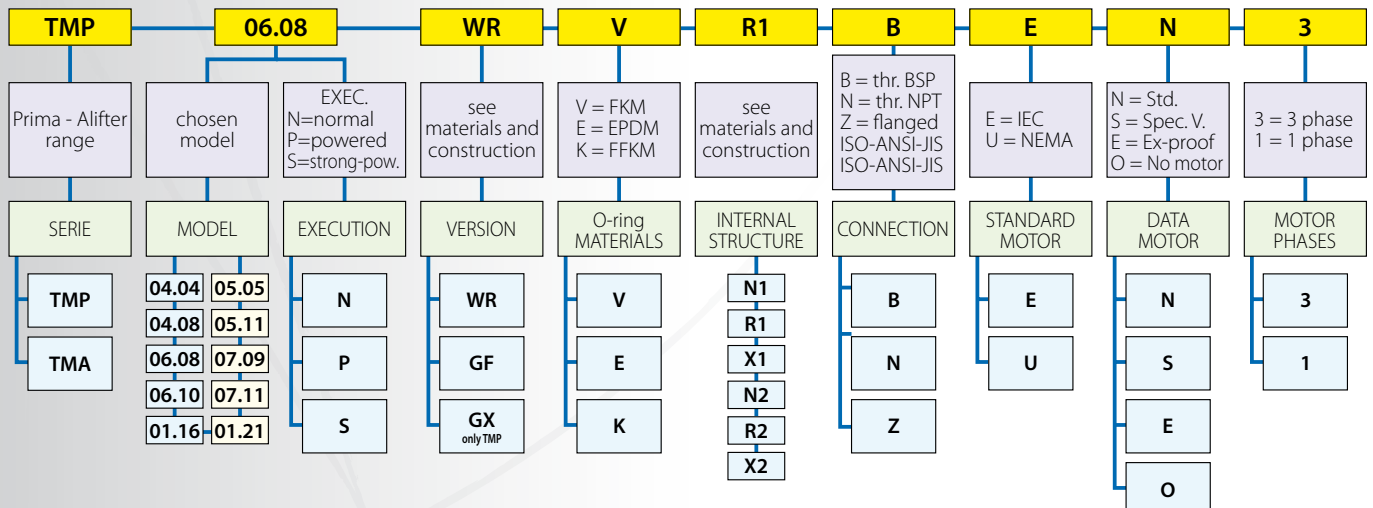 TMP 06.08 WR V R1 B E N 3
Prima - Alifter
range
chosen
model
EXEC.
N=normal
P=powered
S=strong-pow.
see
materials and
construction
V = FKM
E = EPDM
K = FFKM
see
materials and
construction
B = thr. BSP
N = thr. NPT
Z = flanged
ISO-ANSI-JIS
ISO-ANSI-JIS
E = IEC
U = NEMA
N = Std.
S = Spec. V.
E = Ex-proof
O = No motor
3 = 3 phase
1 = 1 phase
SERIE
MODEL
EXECUTION
VERSION
O-ring
MATERIALS
INTERNAL
STRUCTURE
CONNECTION
STANDARD
MOTOR
DATA
MOTOR
MOTOR
PHASES
TMP
TMA
04.04 05.05
04.08 05.11
06.08 07.09
06.10 07.11
01.16 01.21
N
P
S
WR
GF
GX
only TMP
V
E
K
N1
R1
X1
N2
R2
X2
B
N
Z
E
U
N
S
E
O
3
1